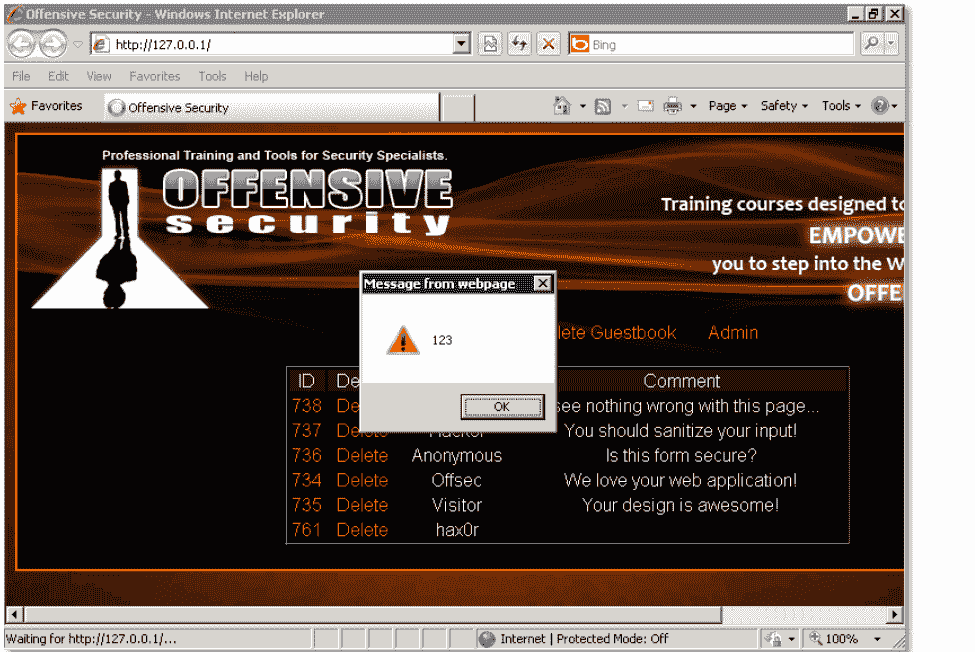 Offensive Security - Windows Internet Explorer
http://127.0.0.1/
Bing
File Edit View Favorites Tools Help
Favorites
Offensive Security
Page Safety Tools
Professional Training and Tools for Security Specialists.
OFFENSIVE
security
Training courses designed to
EMPOWE
you to step into the W
OFFE
Message from webpage
123
OK
lete Guestbook Admin
ID De Comment
738 De see nothing wrong with this page...
737 Delete Hacker You should sanitize your input!
736 Delete Anonymous Is this form secure?
734 Delete Offsec We love your web application!
735 Delete Visitor Your design is awesome!
761 Delete hax0r
Waiting for http://127.0.0.1/... Internet | Protected Mode: Off 100%